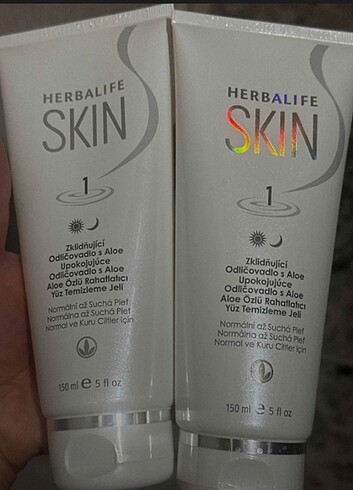 HERBALIFE
SKIN
1
Zklidňující
Odličovadlo s Aloe
Upokojujúce
Odličovadlo s Aloe
Aloe Özlü Rahatlatıcı
Yüz Temizleme Jeli
Normální až Suchá Pleť
Normálna až Suchá Pleť
Normal ve Kuru Ciltler İçin
150 ml e 5 fl oz
HERBALIFE
SKIN
1
Zklidňující
Odličovadlo s Aloe
Upokojujúce
Odličovadlo s Aloe
Aloe Özlü Rahatlatıcı
Yüz Temizleme Jeli
Normální až Suchá Pleť
Normálna až Suchá Pleť
Normal ve Kuru Ciltler İçin
150 ml e 5 fl oz